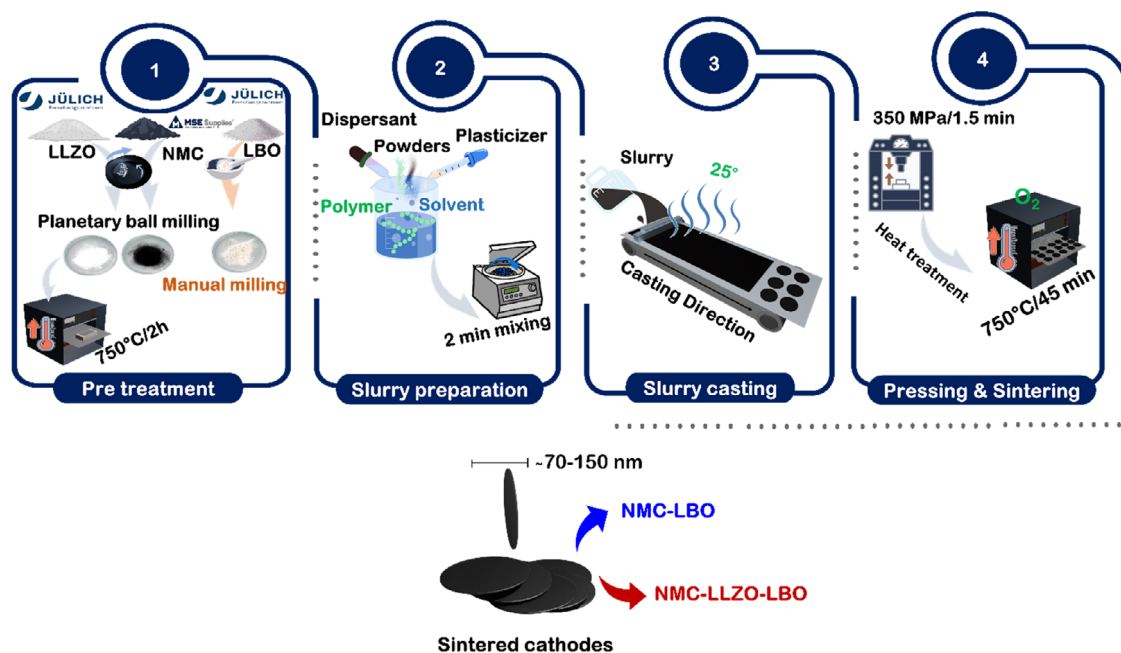 1
JÜLICH
Forschungszentrum
JÜLICH
Forschungszentrum
MSE Supplies
LLZO
NMC
LBO
Planetary ball milling
Manual milling
750°C/2h
Pre treatment
2
Dispersant
Powders
Plasticizer
Polymer
Solvent
2 min mixing
Slurry preparation
3
Slurry
25°
Casting Direction
Slurry casting
4
350 MPa/1.5 min
O₂
Heat treatment
750°C/45 min
Pressing & Sintering
~70-150 nm
NMC-LBO
NMC-LLZO-LBO
Sintered cathodes